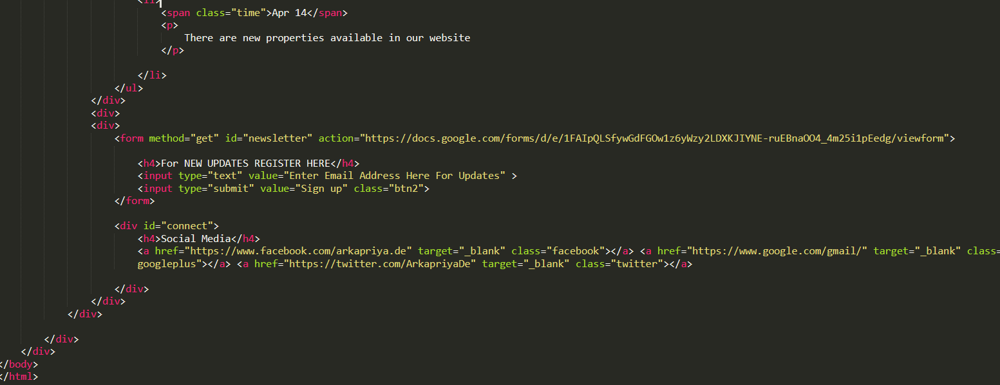 <li>
<span class="time">Apr 14</span>
<p>
There are new properties available in our website
</p>
</li>
</ul>
</div>
<div>
<div>
<form method="get" id="newsletter" action="https://docs.google.com/forms/d/e/1FAIpQLSfywGdFGOw1z6yWzy2LDXKJIYNE-ruEBnaOO4_4m25i1pEedg/viewform">
<h4>For NEW UPDATES REGISTER HERE</h4>
<input type="text" value="Enter Email Address Here For Updates" >
<input type="submit" value="Sign up" class="btn2">
</form>
<div id="connect">
<h4>Social Media</h4>
<a href="https://www.facebook.com/arkapriya.de" target="_blank" class="facebook"></a> <a href="https://www.google.com/gmail/" target="_blank" class=
googleplus"></a> <a href="https://twitter.com/ArkapriyaDe" target="_blank" class="twitter"></a>
</div>
</div>
</div>
</div>
</div>
</body>
</html>